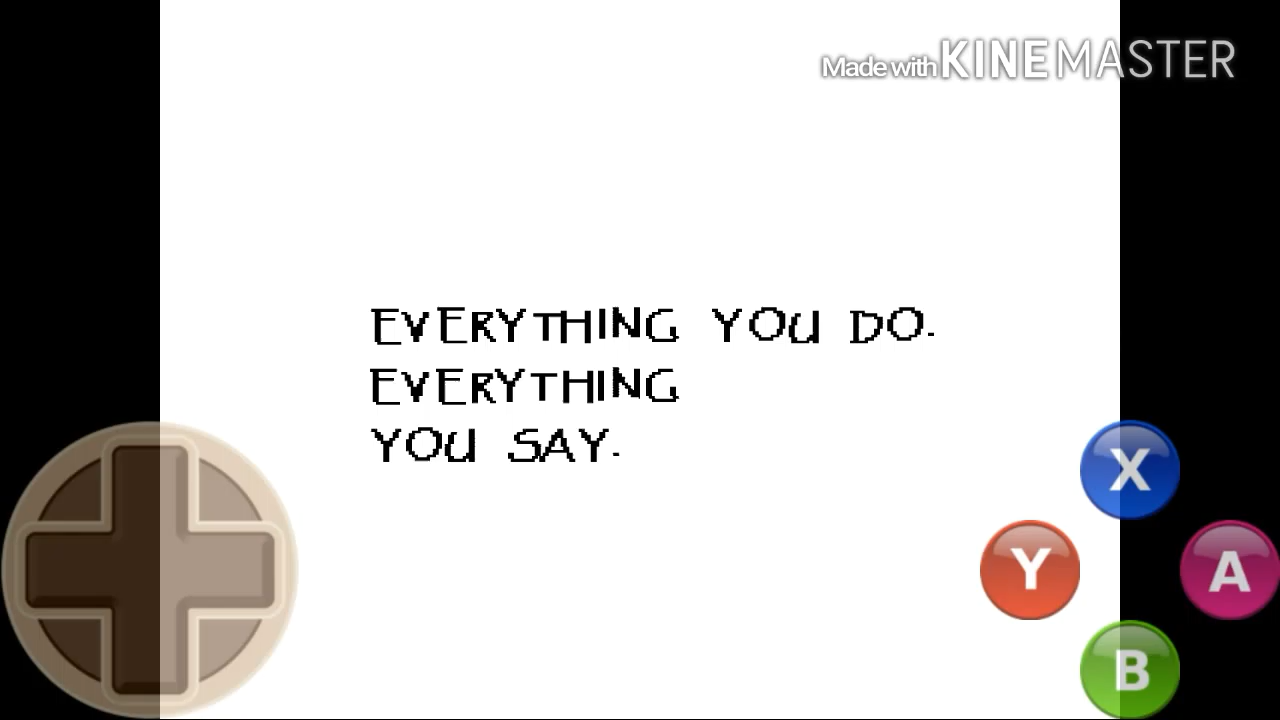 Made with KINEMASTER
EVERYTHING YOU DO.
EVERYTHING
YOU SAY.
X
Y
A
B